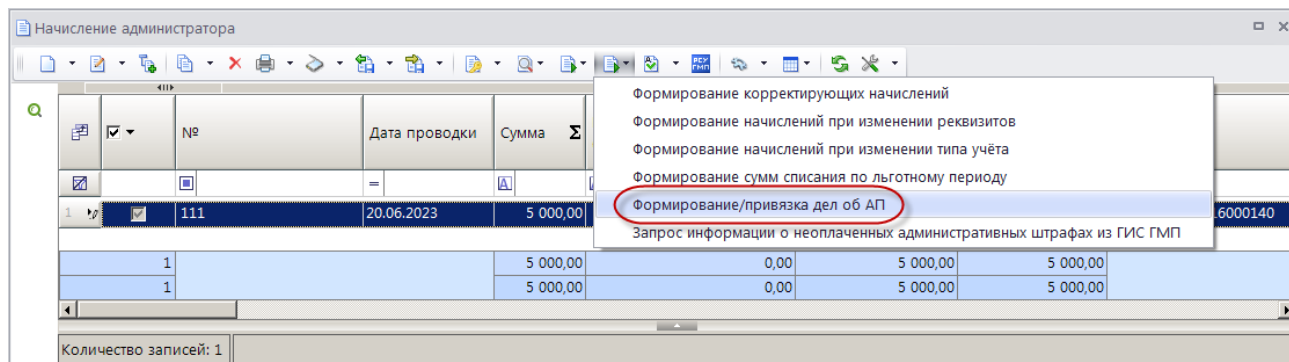 Начисление администратора
РСУ ГМП
Формирование корректирующих начислений
Формирование начислений при изменении реквизитов
Формирование начислений при изменении типа учёта
Формирование сумм списания по льготному периоду
Формирование/привязка дел об АП
Запрос информации о неоплаченных административных штрафах из ГИС ГМП
№ Дата проводки Сумма Σ
= A
1 111 20.06.2023 5 000,00 6000140
1 5 000,00 0,00 5 000,00 5 000,00
1 5 000,00 0,00 5 000,00 5 000,00
Количество записей: 1